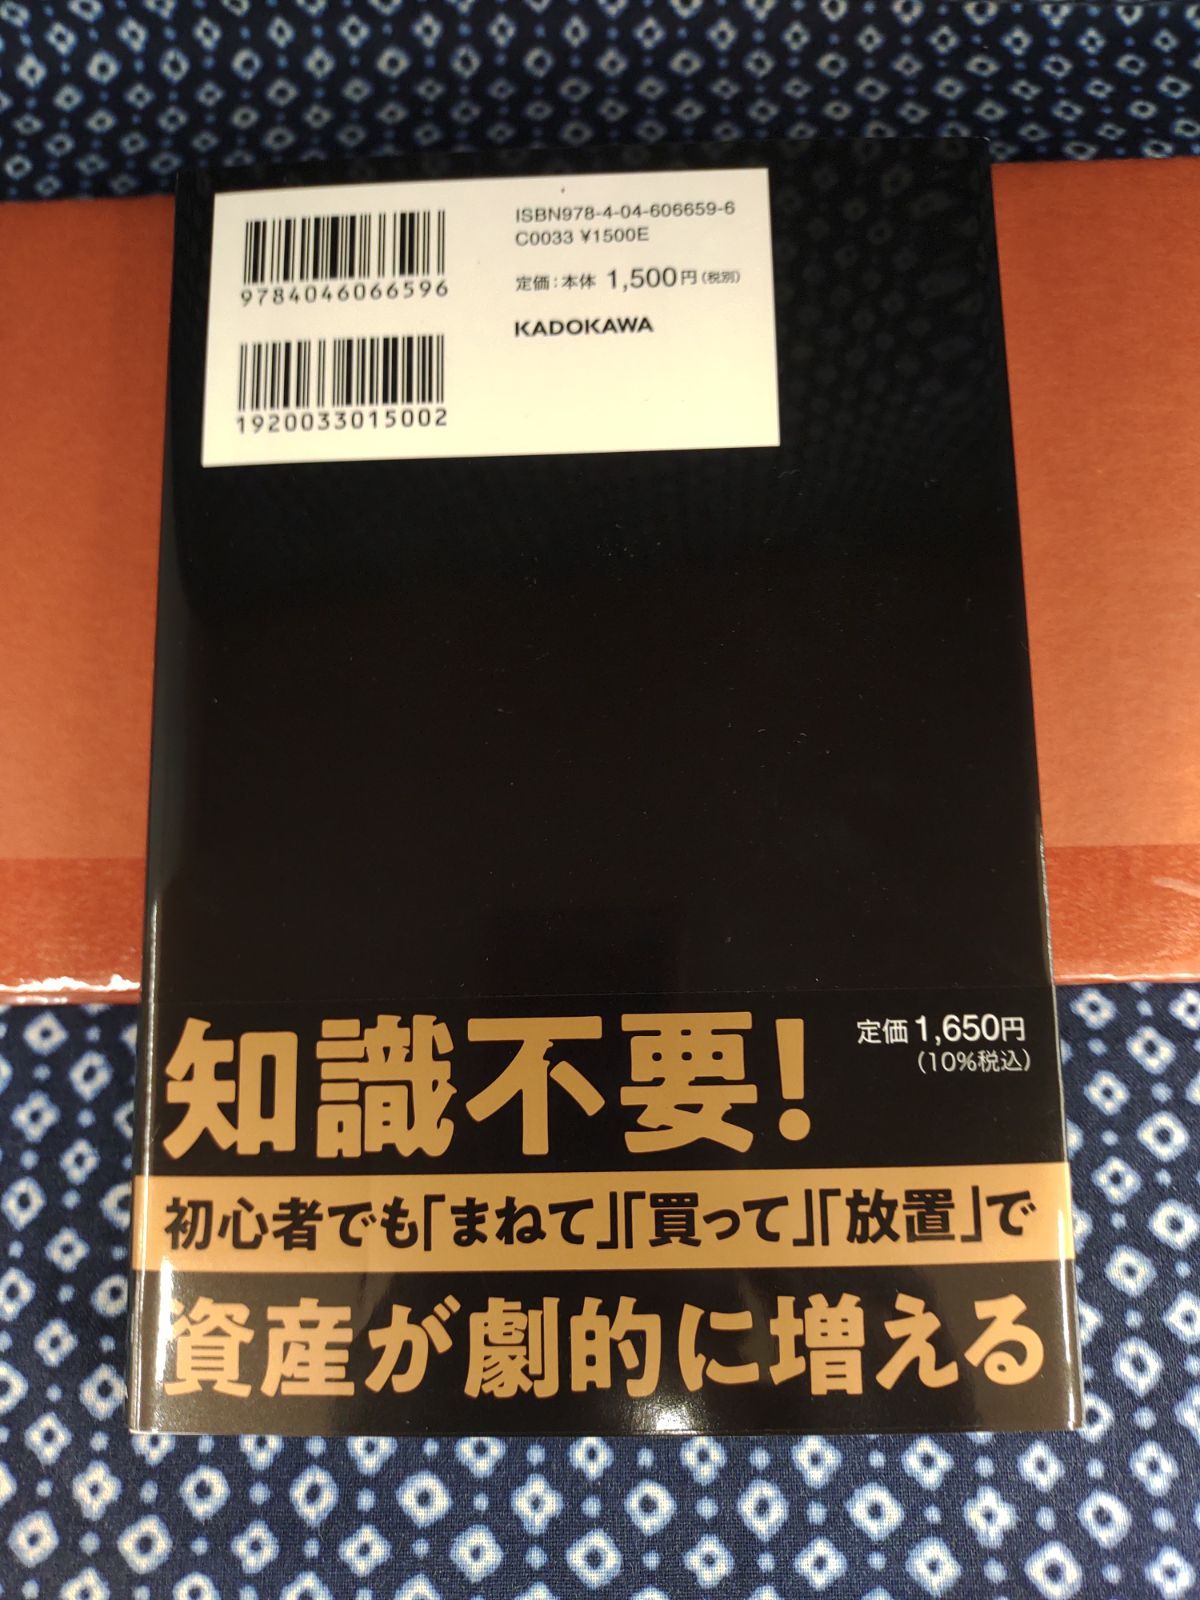 9784046066596
1920033015002
ISBN978-4-04-606659-6
C0033 ¥1500E
定価:本体 1,500円(税別)
KADOKAWA
知識不要!
定価1,650円
(10%税込)
初心者でも「まねて」「買って」「放置」で
資産が劇的に増える